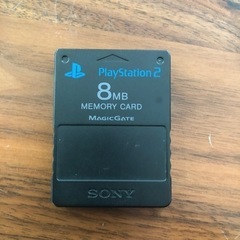 PlayStation 2
8MB
MEMORY CARD
MAGICGATE
SONY